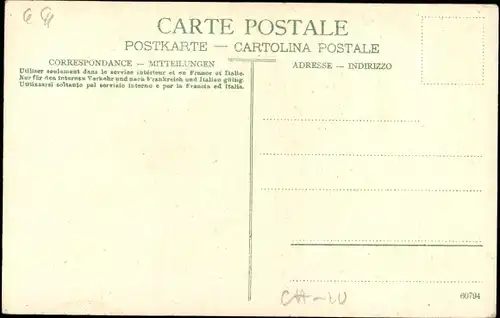 CARTE POSTALE
POSTKARTE — CARTOLINA POSTALE
CORRESPONDANCE — MITTEILUNGEN
Utiliser seulement dans le service intérieur et en France et Italie.
Nur für den internen Verkehr und nach Frankreich und Italien gültig.
Utilizzarsi soltanto pel servizio interno e per la Francia ed Italia.
ADRESSE — INDIRIZZO
CH-LU
60794